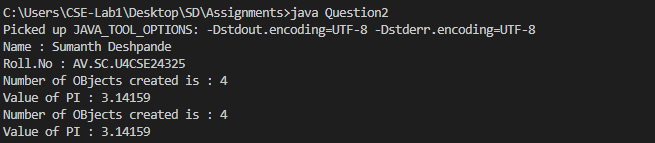 C:\Users\CSE-Lab1\Desktop\SD\Assignments>java Question2
Picked up JAVA_TOOL_OPTIONS: -Dstdout.encoding=UTF-8 -Dstderr.encoding=UTF-8
Name : Sumanth Deshpande
Roll.No : AV.SC.U4CSE24325
Number of OBjects created is : 4
Value of PI : 3.14159
Number of OBjects created is : 4
Value of PI : 3.14159